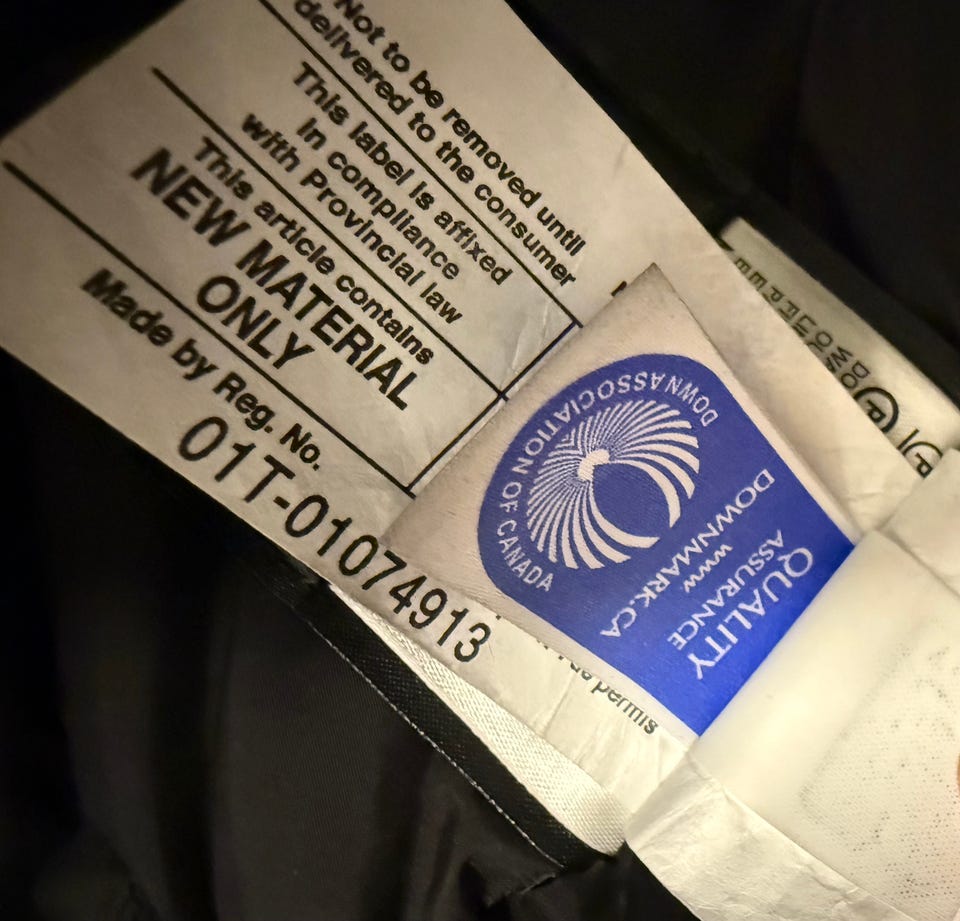 Not to be removed until
delivered to the consumer
This label is affixed
In compliance
with Provincial law
This article contains
NEW MATERIAL
ONLY
Made by Reg. No.
01T-01074913
DOWN ASSOCIATION OF CANADA
QUALITY
ASSURANCE
www
DOWNMARK.CA
permis